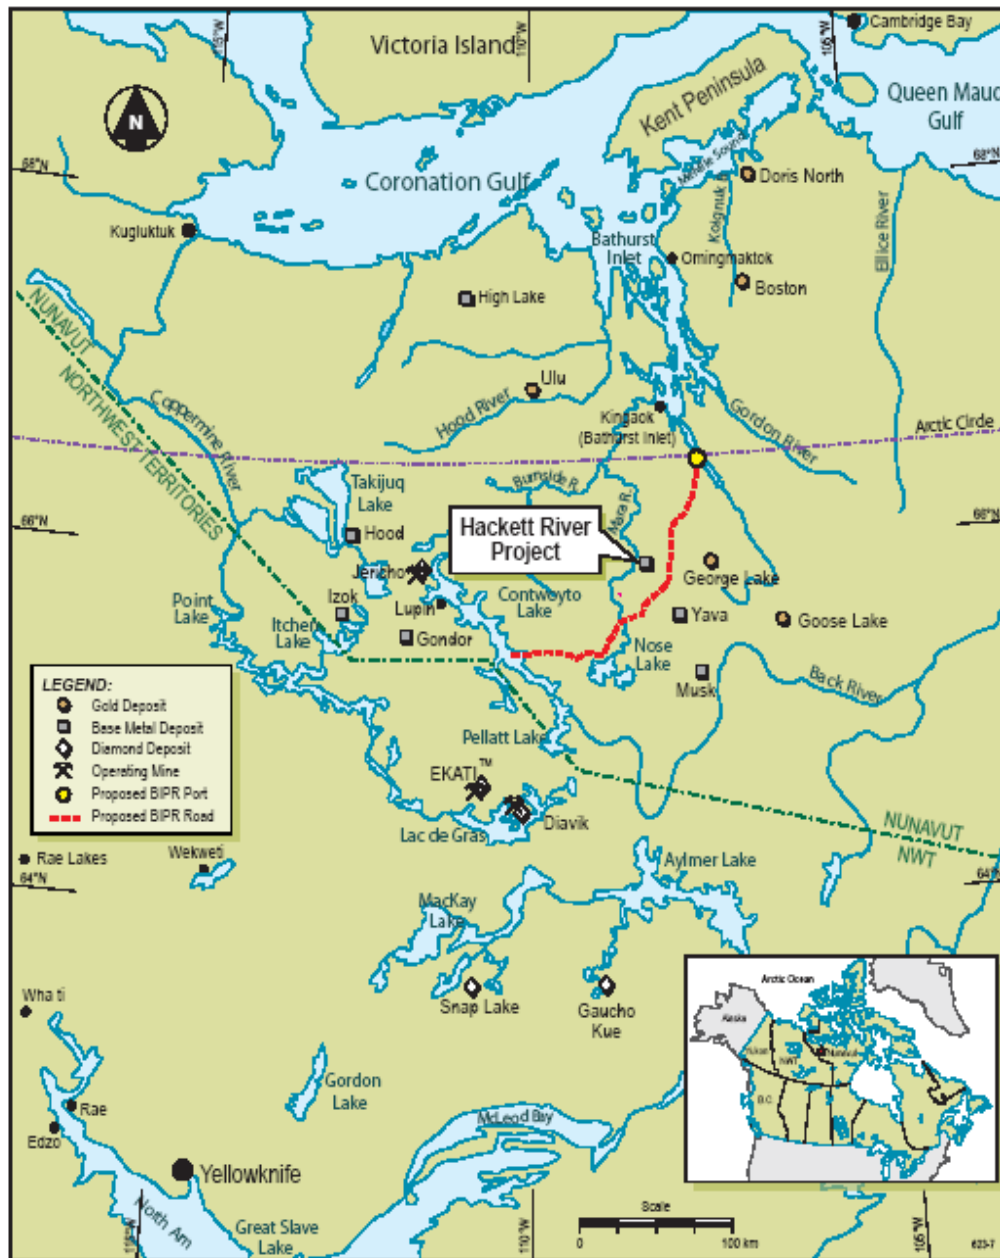 115°W
110°W
105°W
Cambridge Bay
Victoria Island
Kent Peninsula
Queen Maud
Gulf
N
68°N
68°N
Melville Sound
Coronation Gulf
Doris North
Koignuk R.
Ellice River
Kugluktuk
Bathurst
Inlet
Omingmaktok
Boston
High Lake
NUNAVUT
NORTHWEST TERRITORIES
Coppermine River
Ulu
Hood River
Kingaok
(Bathurst Inlet)
Gordon River
Arctic Circle
Takijuq
Lake
Burnside R.
Mara R.
66°N
66°N
Hood
Hackett River
Project
Jericho
George Lake
Point
Lake
Izok
Lupin
Contwoyto
Lake
Itchen
Lake
Gondor
Yava
Goose Lake
Nose
Lake
Musk
Back River
LEGEND:
Gold Deposit
Base Metal Deposit
Diamond Deposit
Operating Mine
Proposed BIPR Port
Proposed BIPR Road
Pellatt Lake
EKATI™
Diavik
Lac de Gras
NUNAVUT
NWT
Rae Lakes
Wekweti
Aylmer Lake
64°N
64°N
MacKay
Lake
Wha ti
Snap Lake
Gaucho
Kue
Arctic Ocean
Alaska
Yukon
NWT
Nunavut
B.C.
Gordon
Lake
Rae
Edzo
McLeod Bay
Yellowknife
North Arm
Great Slave
Lake
Scale
0
100 km
115°W
110°W
105°W
623-7